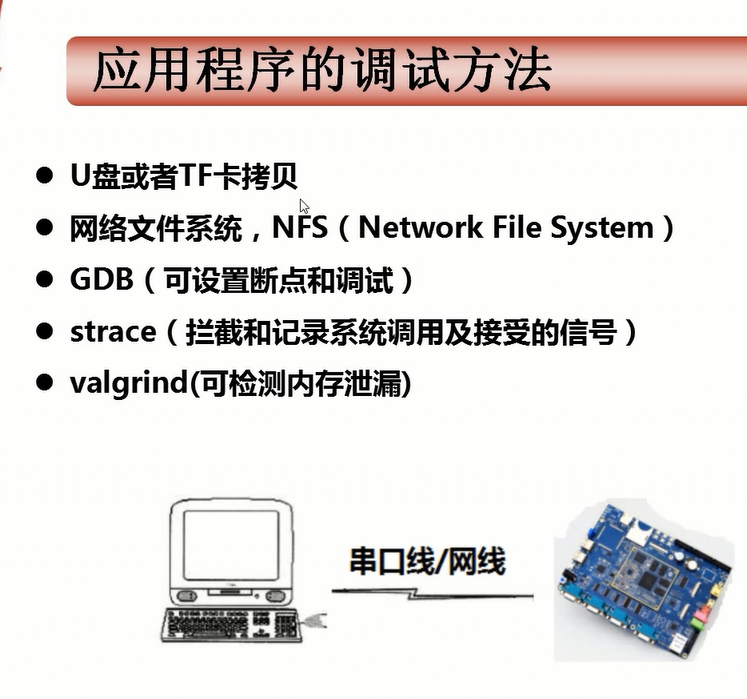 应用程序的调试方法
● U盘或者TF卡拷贝
● 网络文件系统，NFS（Network File System）
● GDB（可设置断点和调试）
● strace（拦截和记录系统调用及接受的信号）
● valgrind(可检测内存泄漏)
串口线/网线